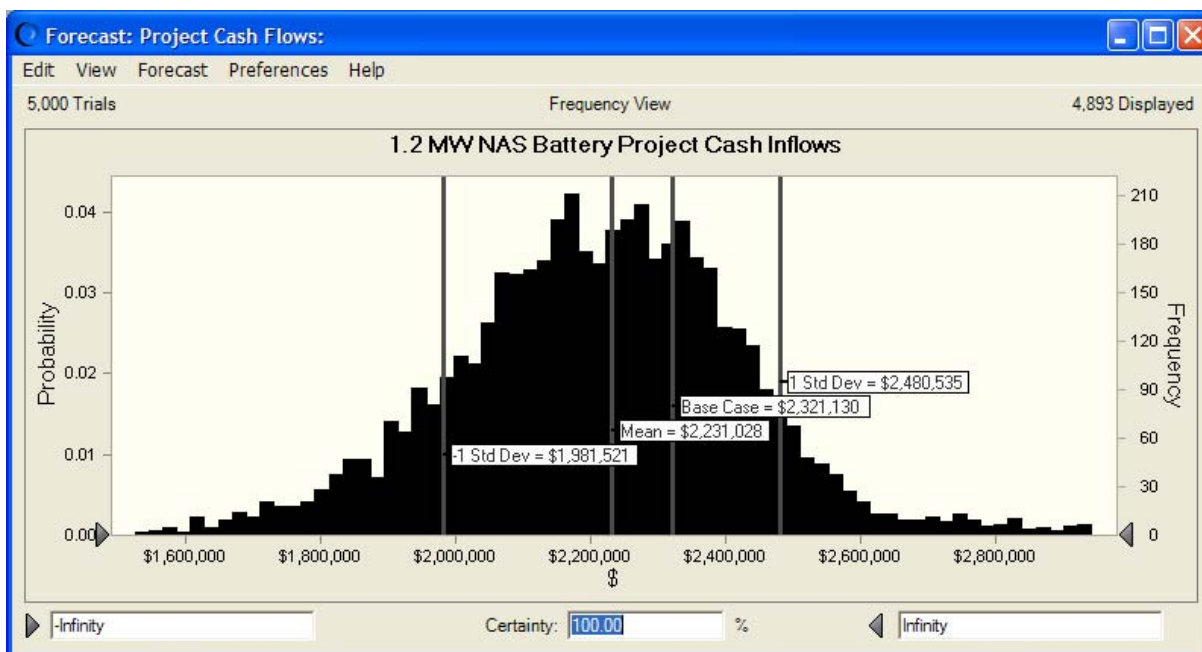 Forecast: Project Cash Flows:
Edit View Forecast Preferences Help
5,000 Trials Frequency View 4,893 Displayed
1.2 MW NAS Battery Project Cash Inflows
Probability
0.04
0.03
0.02
0.01
0.00
1 Std Dev = $2,480,535
Base Case = $2,321,130
Mean = $2,231,028
-1 Std Dev = $1,981,521
210
180
150
120
90
60
30
0
Frequency
$1,600,000 $1,800,000 $2,000,000 $2,200,000 $2,400,000 $2,600,000 $2,800,000
$
-Infinity Certainty: 100.00 % Infinity